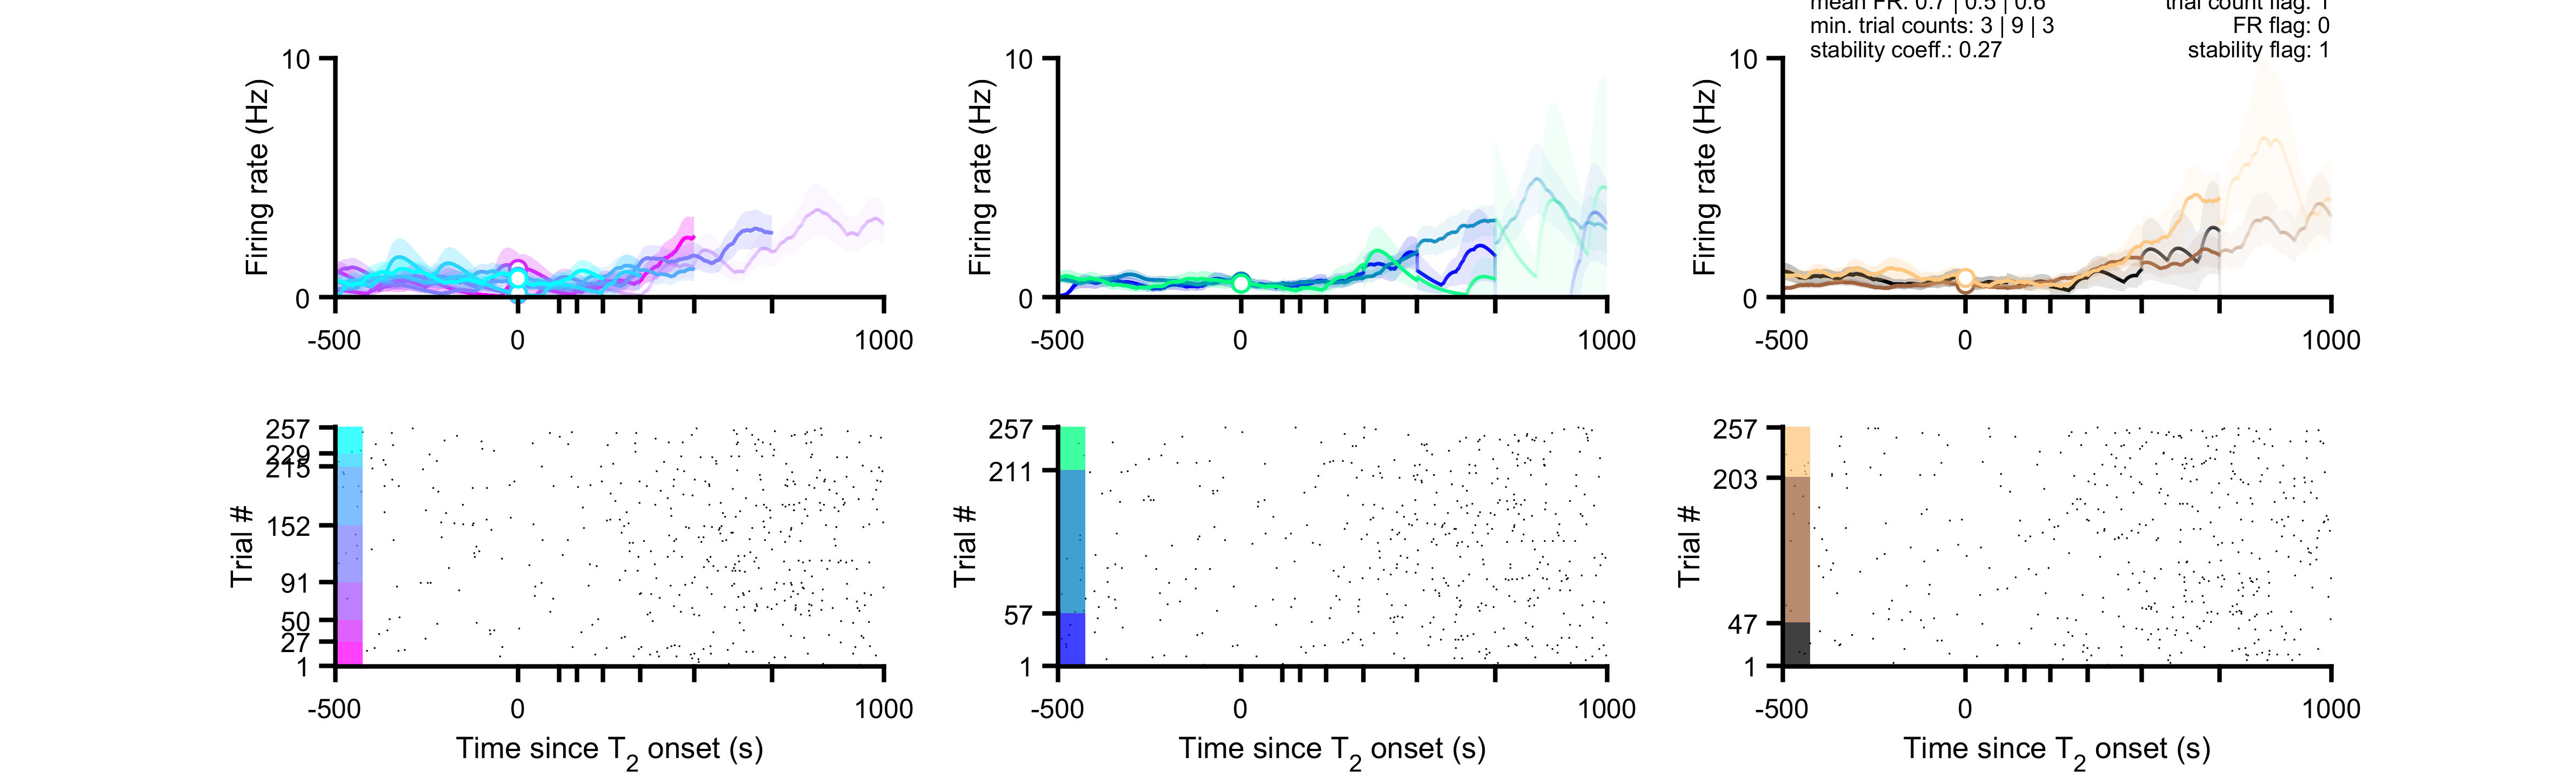 mean FR: 0.7 | 0.5 | 0.6
trial count flag: 1
min. trial counts: 3 | 9 | 3
FR flag: 0
stability coeff.: 0.27
stability flag: 1
10
Firing rate (Hz)
0
-500
0
1000
10
Firing rate (Hz)
0
-500
0
1000
10
Firing rate (Hz)
0
-500
0
1000
257
229
215
152
91
50
27
1
Trial #
-500
0
1000
Time since T2 onset (s)
257
211
57
1
Trial #
-500
0
1000
Time since T2 onset (s)
257
203
47
1
Trial #
-500
0
1000
Time since T2 onset (s)